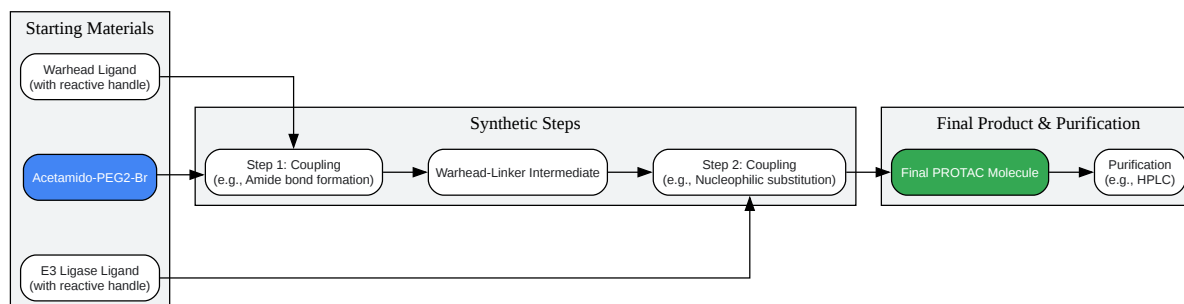 Starting Materials
Warhead Ligand
(with reactive handle)
Acetamido-PEG2-Br
E3 Ligase Ligand
(with reactive handle)
Synthetic Steps
Step 1: Coupling
(e.g., Amide bond formation)
Warhead-Linker Intermediate
Step 2: Coupling
(e.g., Nucleophilic substitution)
Final Product & Purification
Final PROTAC Molecule
Purification
(e.g., HPLC)